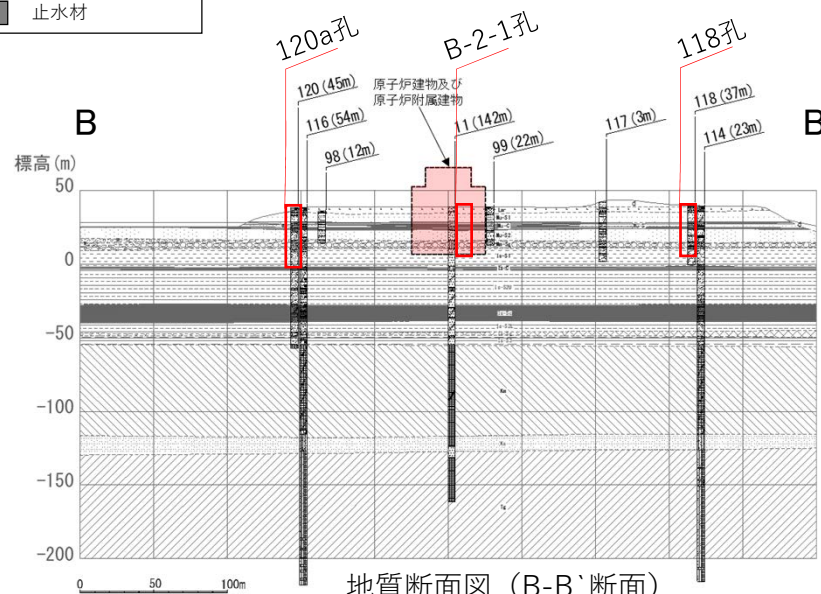 止水材
120a孔
B-2-1孔
118孔
120 (45m)
原子炉建物及び
原子炉附属建物
118 (37m)
B
116 (54m)
11 (142m)
117 (3m)
B
98 (12m)
99 (22m)
114 (23m)
標高 (m)
50
0
-50
-100
-150
-200
0 50 100m
地質断面図（B-B`断面）